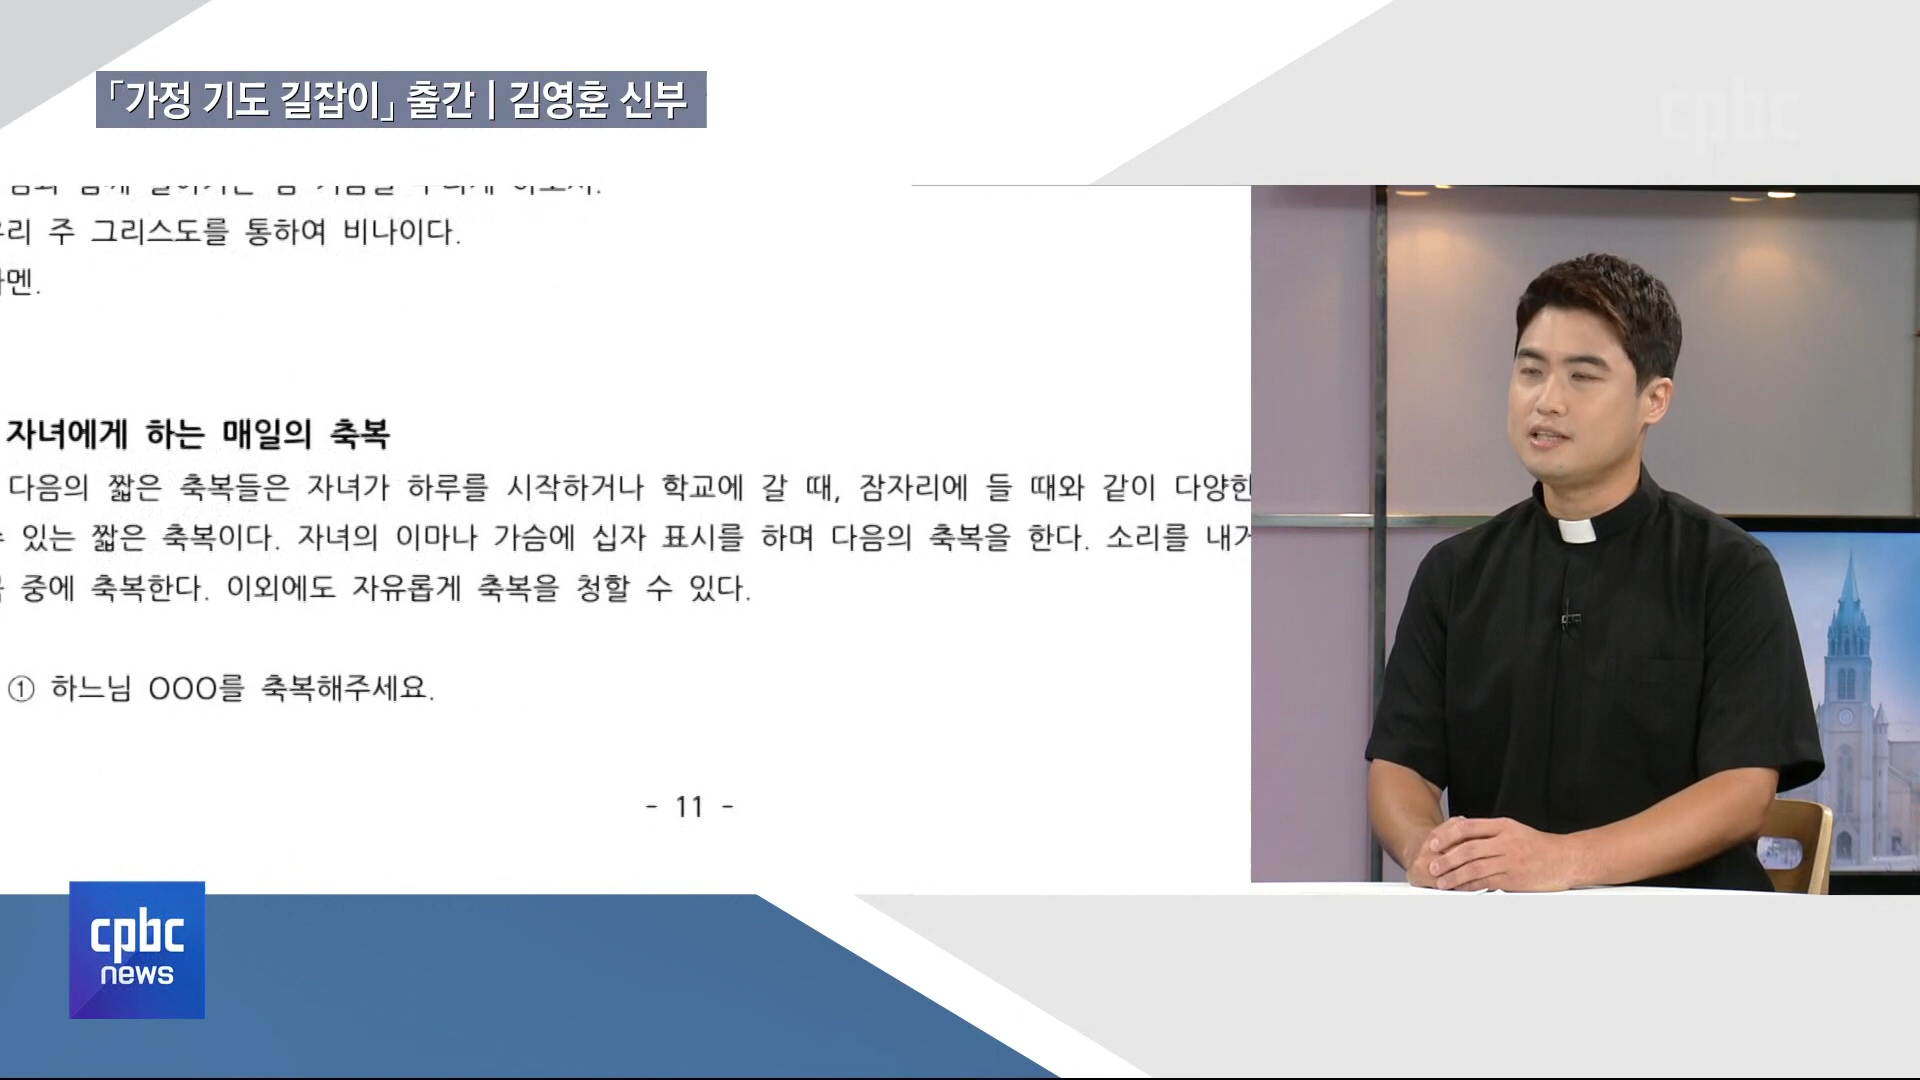 「가정 기도 길잡이」 출간 | 김영훈 신부
cpbc
주 그리스도를 통하여 비나이다.
자녀에게 하는 매일의 축복
다음의 짧은 축복들은 자녀가 하루를 시작하거나 학교에 갈 때, 잠자리에 들 때와 같이 다양한
있는 짧은 축복이다. 자녀의 이마나 가슴에 십자 표시를 하며 다음의 축복을 한다. 소리를
중에 축복한다. 이외에도 자유롭게 축복을 청할 수 있다.
① 하느님 OOO를 축복해주세요.
- 11 -
cpbc
news